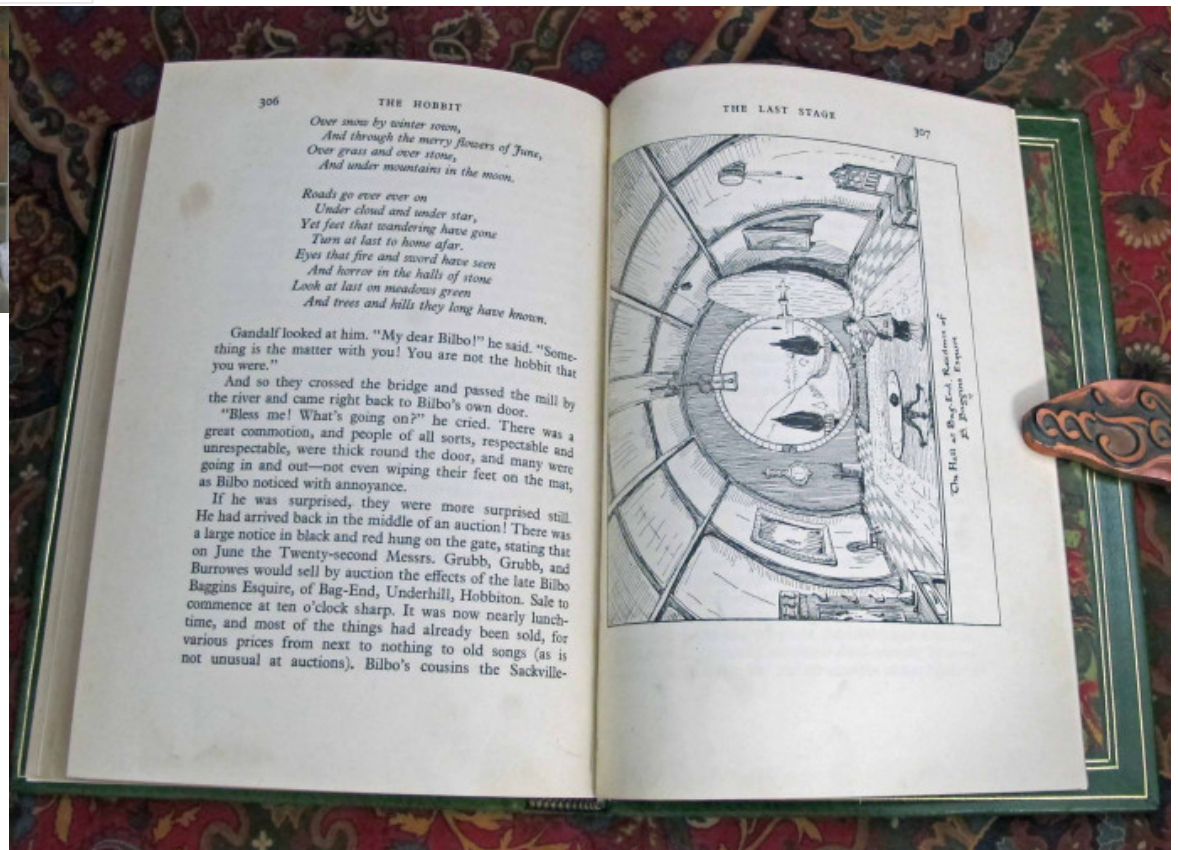 306
THE HOBBIT
Over snow by winter sown,
And through the merry flowers of June,
Over grass and over stone,
And under mountains in the moon.
Roads go ever ever on
Under cloud and under star,
Yet feet that wandering have gone
Turn at last to home afar.
Eyes that fire and sword have seen
And horror in the halls of stone
Look at last on meadows green
And trees and hills they long have known.
Gandalf looked at him. "My dear Bilbo!" he said. "Some-
thing is the matter with you! You are not the hobbit that
you were."
And so they crossed the bridge and passed the mill by
the river and came right back to Bilbo's own door.
"Bless me! What's going on?" he cried. There was a
great commotion, and people of all sorts, respectable and
unrespectable, were thick round the door, and many were
going in and out—not even wiping their feet on the mat,
as Bilbo noticed with annoyance.
If he was surprised, they were more surprised still.
He had arrived back in the middle of an auction! There was
a large notice in black and red hung on the gate, stating that
on June the Twenty-second Messrs. Grubb, Grubb, and
Burrowes would sell by auction the effects of the late Bilbo
Baggins Esquire, of Bag-End, Underhill, Hobbiton. Sale to
commence at ten o'clock sharp. It was now nearly lunch-
time, and most of the things had already been sold, for
various prices from next to nothing to old songs (as is
not unusual at auctions). Bilbo's cousins the Sackville-
THE LAST STAGE
307
The Hall at Bag-End, Residence of
B. Baggins Esquire